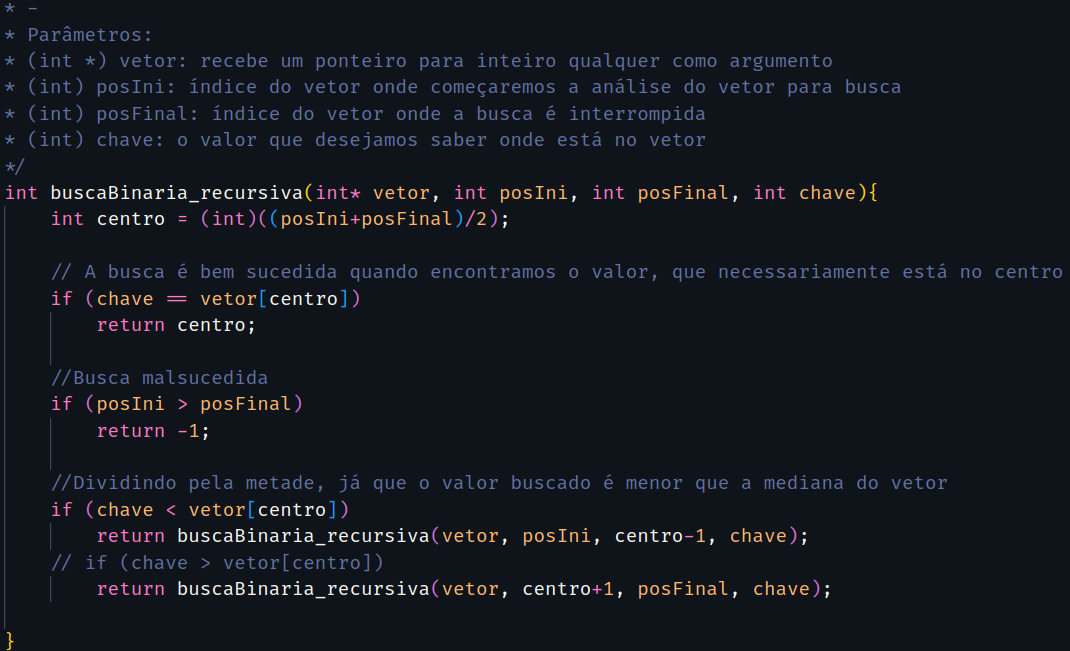 * -
* Parâmetros:
* (int *) vetor: recebe um ponteiro para inteiro qualquer como argumento
* (int) posIni: índice do vetor onde começaremos a análise do vetor para busca
* (int) posFinal: índice do vetor onde a busca é interrompida
* (int) chave: o valor que desejamos saber onde está no vetor
*/
int buscaBinaria_recursiva(int* vetor, int posIni, int posFinal, int chave){
    int centro = (int)((posIni+posFinal)/2);
    // A busca é bem sucedida quando encontramos o valor, que necessariamente está no centro
    if (chave == vetor[centro])
        return centro;
    //Busca malsucedida
    if (posIni > posFinal)
        return -1;
    //Dividindo pela metade, já que o valor buscado é menor que a mediana do vetor
    if (chave < vetor[centro])
        return buscaBinaria_recursiva(vetor, posIni, centro-1, chave);
    // if (chave > vetor[centro])
        return buscaBinaria_recursiva(vetor, centro+1, posFinal, chave);
}